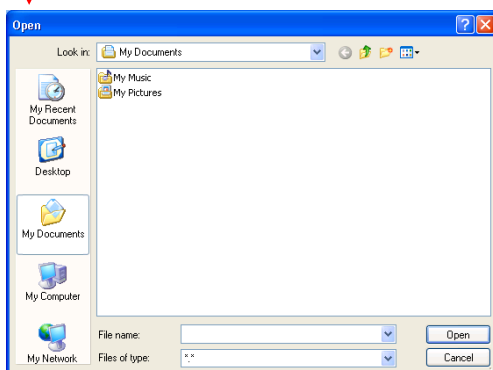 Open
Look in: My Documents
My Music
My Pictures
My Recent
Documents
Desktop
My Documents
My Computer
My Network
File name:
Open
Files of type: *.*
Cancel